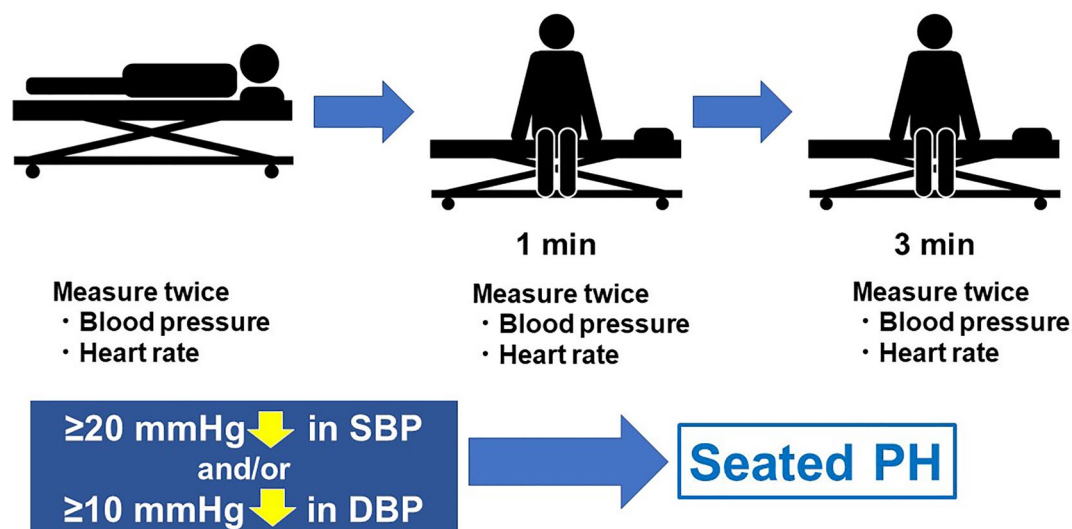 1 min
3 min
Measure twice
・Blood pressure
・Heart rate
Measure twice
・Blood pressure
・Heart rate
Measure twice
・Blood pressure
・Heart rate
≥20 mmHg in SBP
and/or
≥10 mmHg in DBP
Seated PH